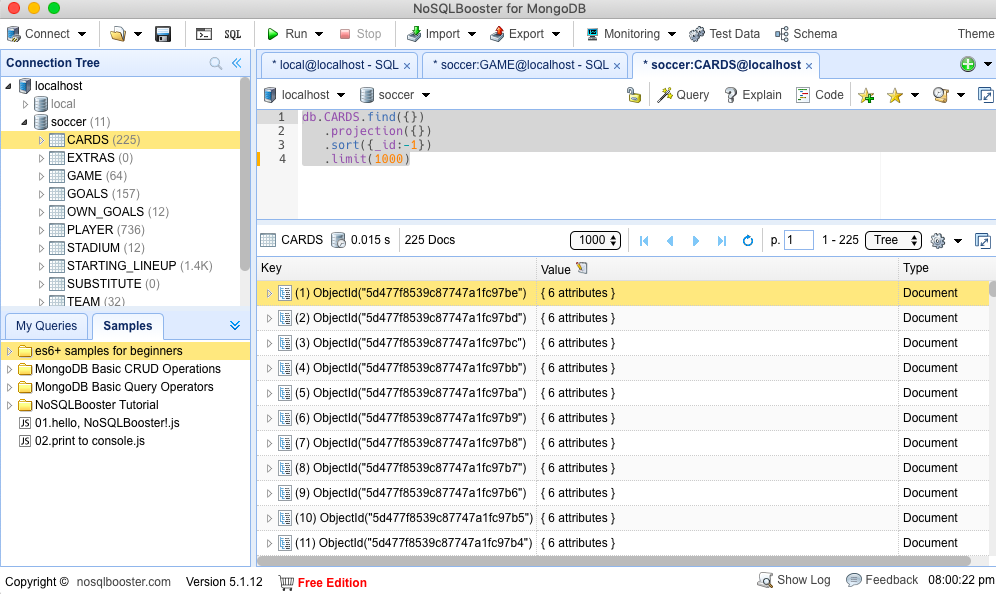 NoSQLBooster for MongoDB
Connect SQL Run Stop Import Export Monitoring Test Data Schema Theme
Connection Tree
localhost
local
soccer (11)
CARDS (225)
EXTRAS (0)
GAME (64)
GOALS (157)
OWN_GOALS (12)
PLAYER (736)
STADIUM (12)
STARTING_LINEUP (1.4K)
SUBSTITUTE (0)
TEAM (32)
My Queries Samples
es6+ samples for beginners
MongoDB Basic CRUD Operations
MongoDB Basic Query Operators
NoSQLBooster Tutorial
JS 01.hello, NoSQLBooster!.js
JS 02.print to console.js
* local@localhost - SQL × * soccer:GAME@localhost - SQL × * soccer:CARDS@localhost ×
localhost soccer Query Explain Code
1 db.CARDS.find({})
2 .projection({})
3 .sort({_id:-1})
4 .limit(1000)
CARDS 0.015 s 225 Docs 1000 p. 1 1 - 225 Tree
Key Value Type
(1) ObjectId("5d477f8539c87747a1fc97be") { 6 attributes } Document
(2) ObjectId("5d477f8539c87747a1fc97bd") { 6 attributes } Document
(3) ObjectId("5d477f8539c87747a1fc97bc") { 6 attributes } Document
(4) ObjectId("5d477f8539c87747a1fc97bb") { 6 attributes } Document
(5) ObjectId("5d477f8539c87747a1fc97ba") { 6 attributes } Document
(6) ObjectId("5d477f8539c87747a1fc97b9") { 6 attributes } Document
(7) ObjectId("5d477f8539c87747a1fc97b8") { 6 attributes } Document
(8) ObjectId("5d477f8539c87747a1fc97b7") { 6 attributes } Document
(9) ObjectId("5d477f8539c87747a1fc97b6") { 6 attributes } Document
(10) ObjectId("5d477f8539c87747a1fc97b5") { 6 attributes } Document
(11) ObjectId("5d477f8539c87747a1fc97b4") { 6 attributes } Document
Copyright © nosqlbooster.com Version 5.1.12 Free Edition Show Log Feedback 08:00:22 pm